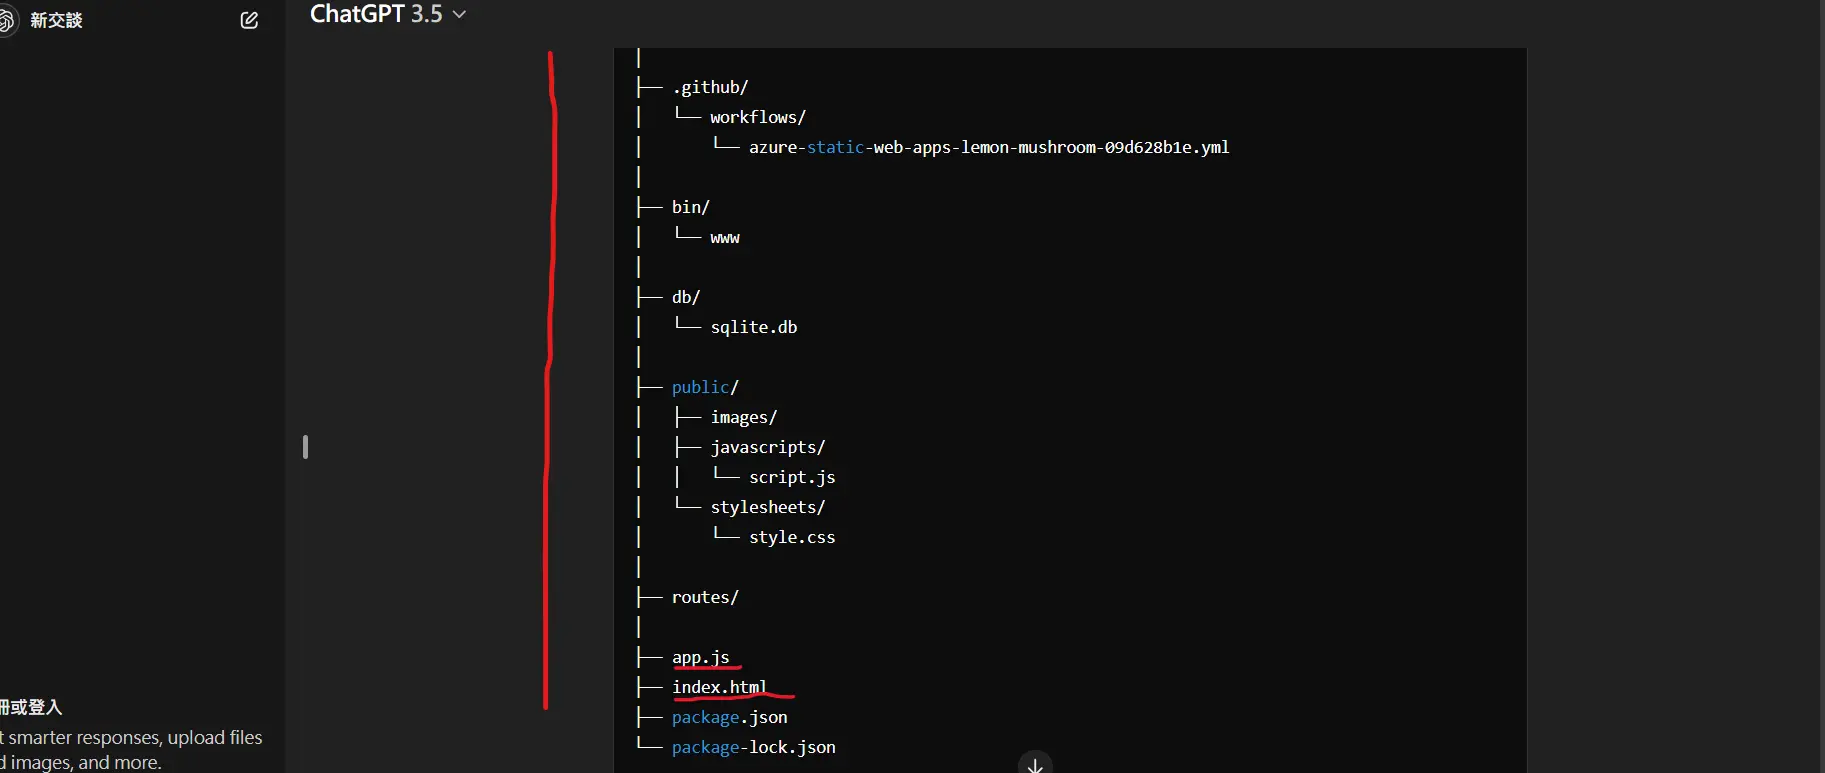 新交談
ChatGPT 3.5
├── .github/
│   └── workflows/
│       └── azure-static-web-apps-lemon-mushroom-09d628b1e.yml
│
├── bin/
│   └── www
│
├── db/
│   └── sqlite.db
│
├── public/
│   ├── images/
│   ├── javascripts/
│   │   └── script.js
│   └── stylesheets/
│       └── style.css
│
├── routes/
│
├── app.js
├── index.html
├── package.json
└── package-lock.json
冊或登入
t smarter responses, upload files
d images, and more.